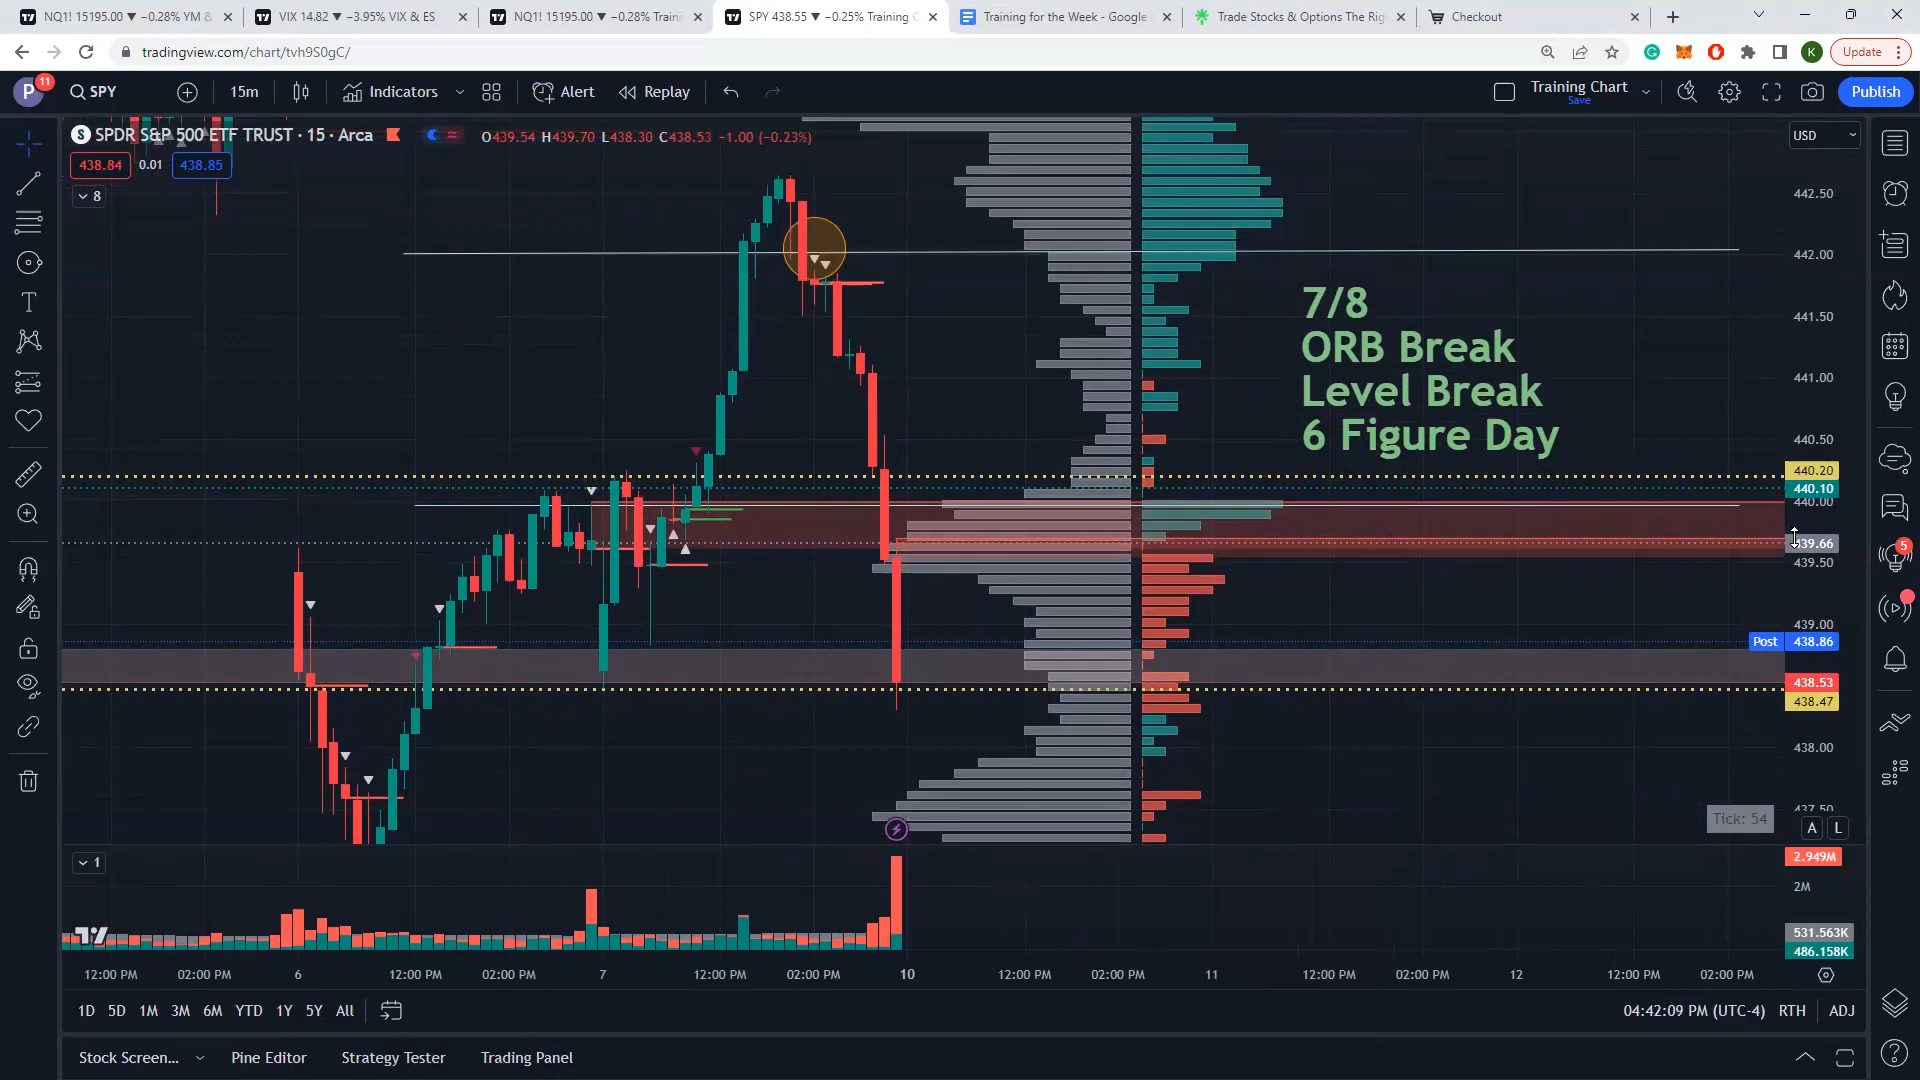 NQ1! 15195.00 ▼ −0.28% YM &
VIX 14.82 ▼ −3.95% VIX & ES
NQ1! 15195.00 ▼ −0.28% Traini
SPY 438.55 ▼ −0.25% Training C
Training for the Week - Google
Trade Stocks & Options The Rig
Checkout
tradingview.com/chart/tvh9S0gC/
K
Update
P
11
SPY
15m
Indicators
Alert
Replay
Training Chart
Save
Publish
S
SPDR S&P 500 ETF TRUST · 15 · Arca
O439.54 H439.70 L438.30 C438.53 −1.00 (−0.23%)
USD
438.84
0.01
438.85
8
442.50
442.00
441.50
441.00
440.50
440.20
440.10
440.00
439.66
439.50
439.00
Post
438.86
438.53
438.47
438.00
437.50
7/8
ORB Break
Level Break
6 Figure Day
5
Tick: 54
A
L
1
2.949M
2M
531.563K
486.158K
12:00 PM
02:00 PM
6
12:00 PM
02:00 PM
7
12:00 PM
02:00 PM
10
12:00 PM
02:00 PM
11
12:00 PM
02:00 PM
12
12:00 PM
02:00 PM
1D
5D
1M
3M
6M
YTD
1Y
5Y
All
04:42:09 PM (UTC-4)
RTH
ADJ
Stock Screen...
Pine Editor
Strategy Tester
Trading Panel